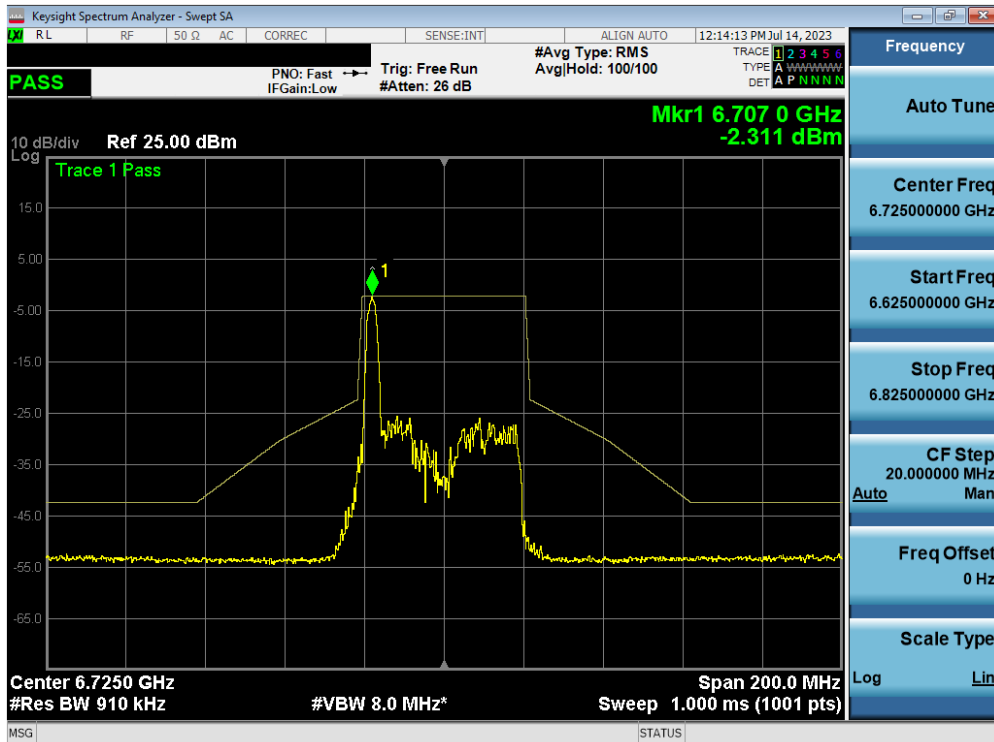 Keysight Spectrum Analyzer - Swept SA
LXI RL RF 50 Ω AC CORREC SENSE:INT ALIGN AUTO 12:14:13 PM Jul 14, 2023
PASS
PNO: Fast
IFGain:Low
Trig: Free Run
#Atten: 26 dB
#Avg Type: RMS
Avg|Hold: 100/100
TRACE 1 2 3 4 5 6
TYPE A WWWWW
DET A P N N N N
Mkr1 6.707 0 GHz
-2.311 dBm
10 dB/div Ref 25.00 dBm
Log
Trace 1 Pass
15.0
5.00
-5.00
-15.0
-25.0
-35.0
-45.0
-55.0
-65.0
1
Center 6.7250 GHz
Span 200.0 MHz
#Res BW 910 kHz
#VBW 8.0 MHz*
Sweep 1.000 ms (1001 pts)
MSG
STATUS
Frequency
Auto Tune
Center Freq
6.725000000 GHz
Start Freq
6.625000000 GHz
Stop Freq
6.825000000 GHz
CF Step
20.000000 MHz
Auto Man
Freq Offset
0 Hz
Scale Type
Log Lin